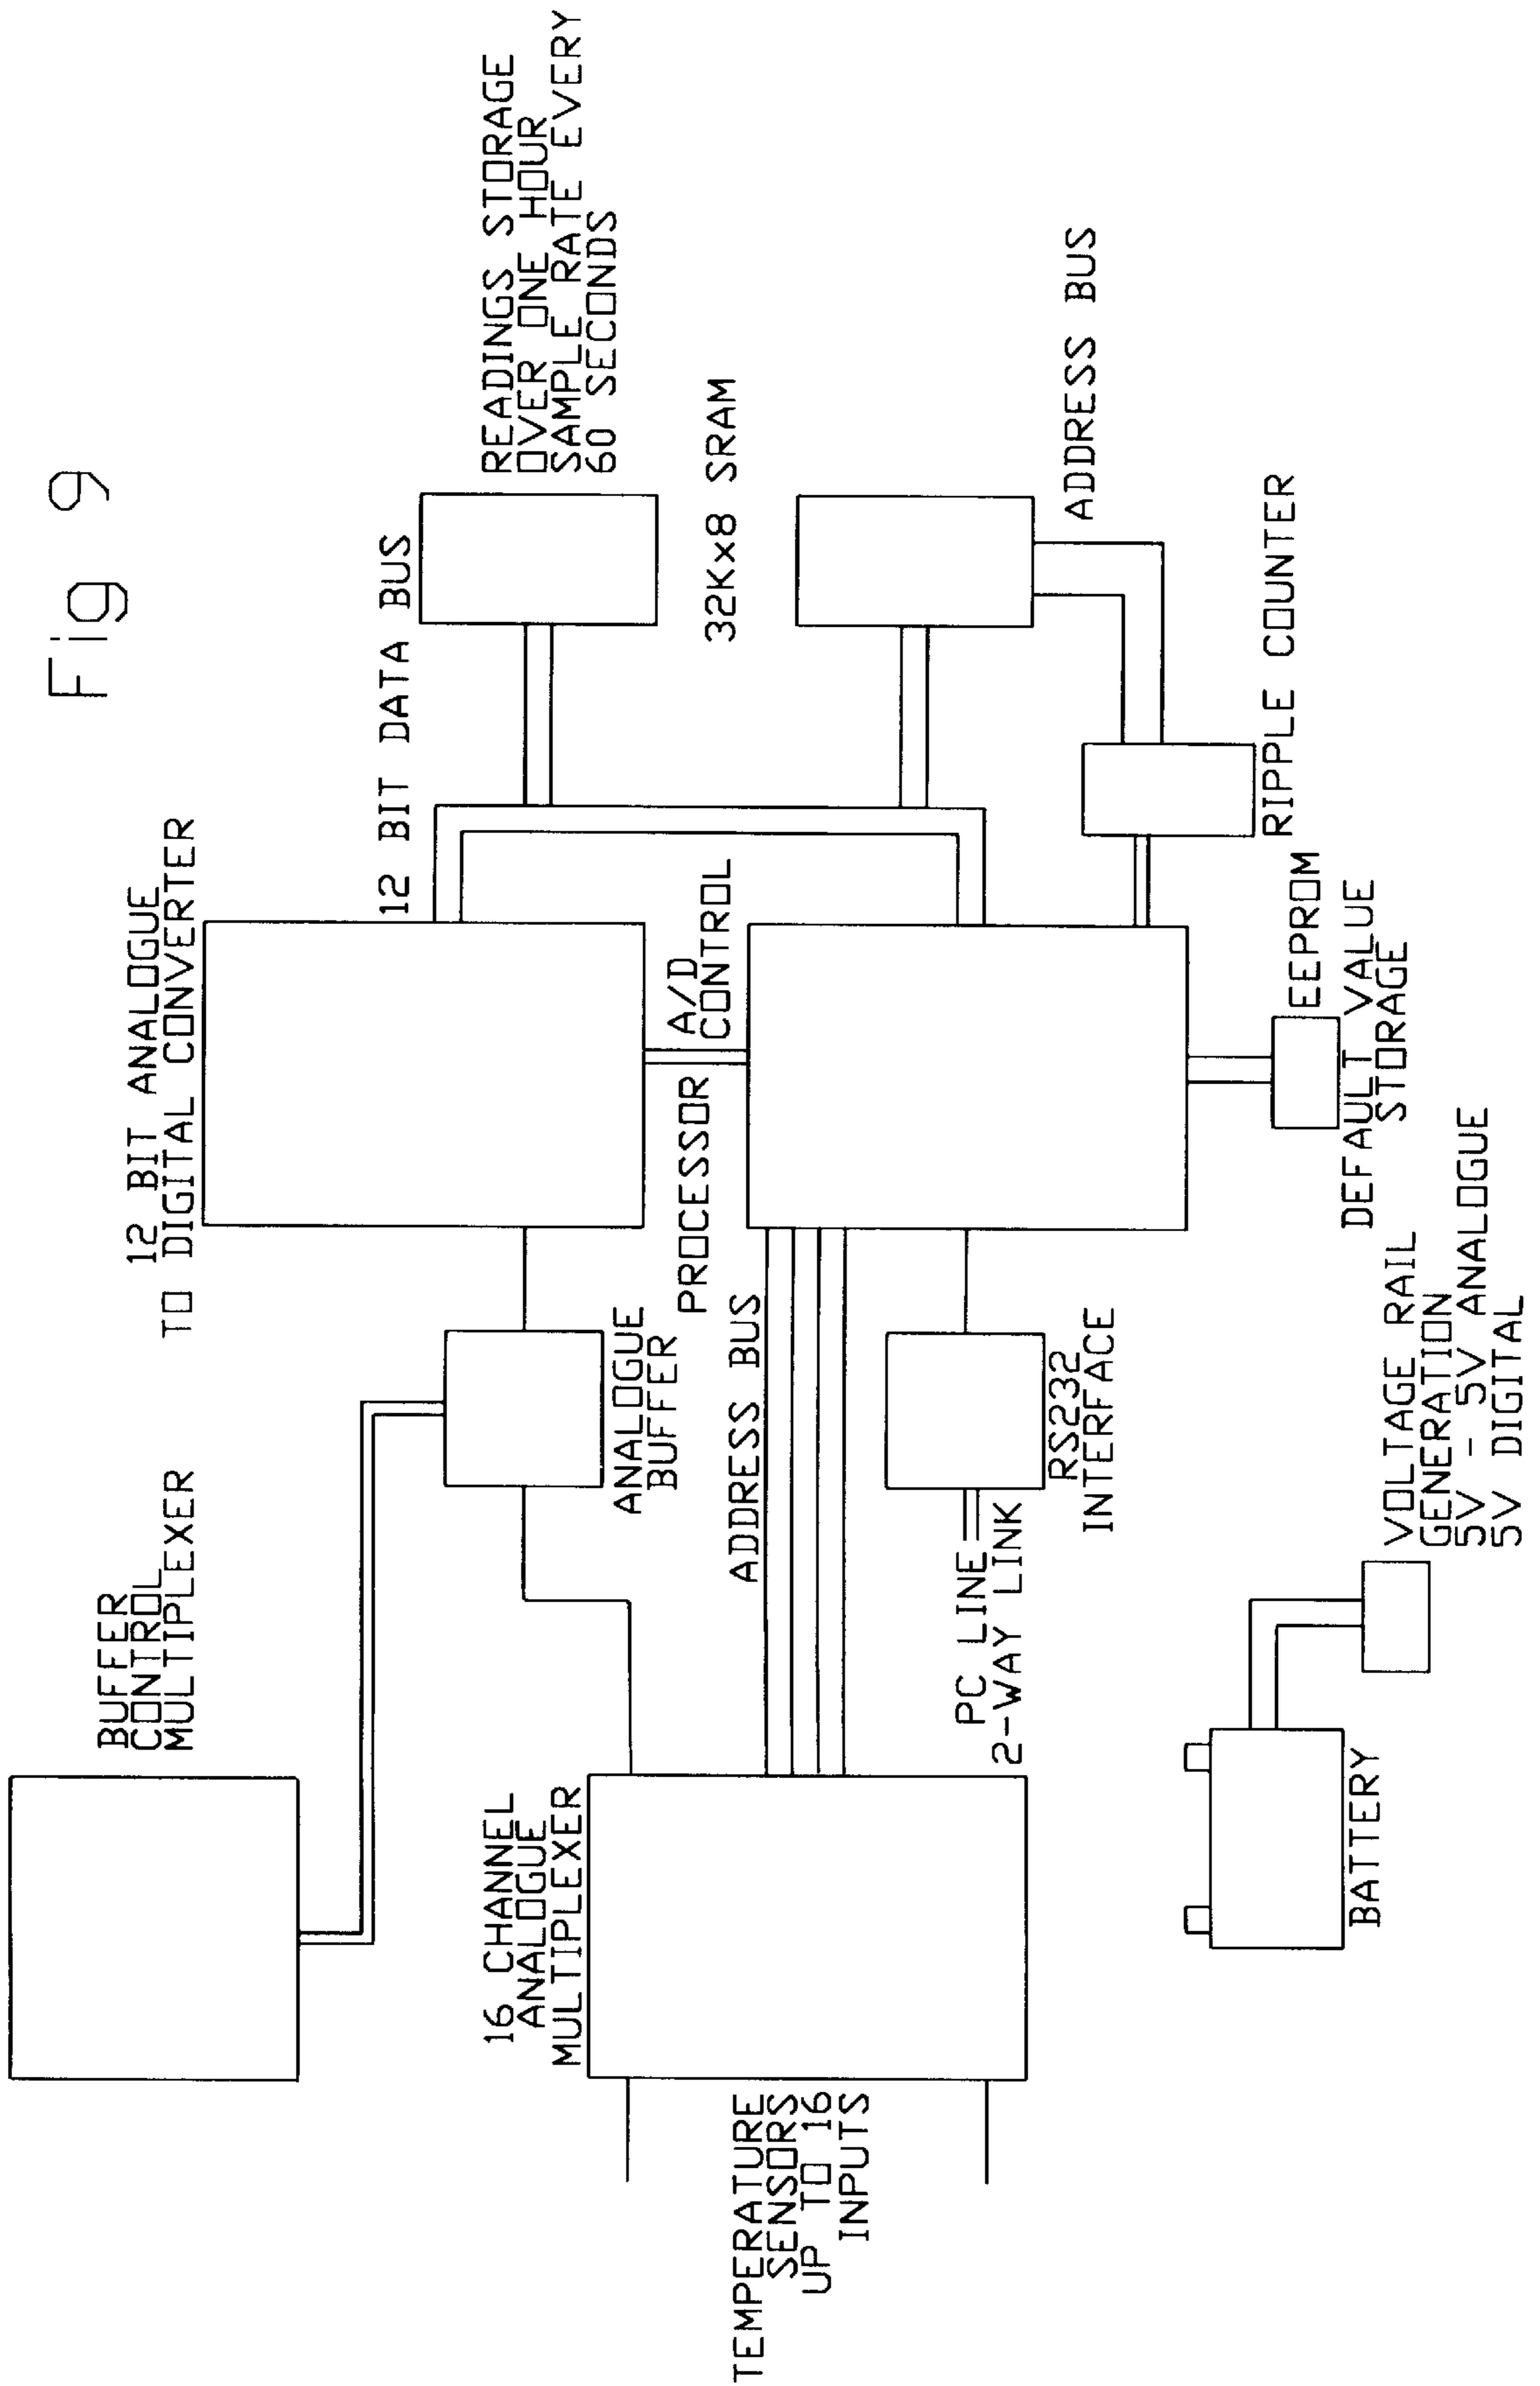 Fig 9
BUFFER
CONTROL
MULTIPLEXER
12 BIT ANALOGUE
TO DIGITAL CONVERTER
12 BIT DATA BUS
READINGS STORAGE
OVER ONE HOUR
SAMPLE RATE EVERY
60 SECONDS
16 CHANNEL
ANALOGUE
MULTIPLEXER
ANALOGUE
BUFFER
PROCESSOR
A/D
CONTROL
32K×8 SRAM
TEMPERATURE
SENSORS
UP TO 16
INPUTS
ADDRESS BUS
PC LINE
2-WAY LINK
RS232
INTERFACE
ADDRESS BUS
RIPPLE COUNTER
EEPROM
DEFAULT VALUE
STORAGE
BATTERY
VOLTAGE RAIL
GENERATION
5V - 5V ANALOGUE
5V DIGITAL